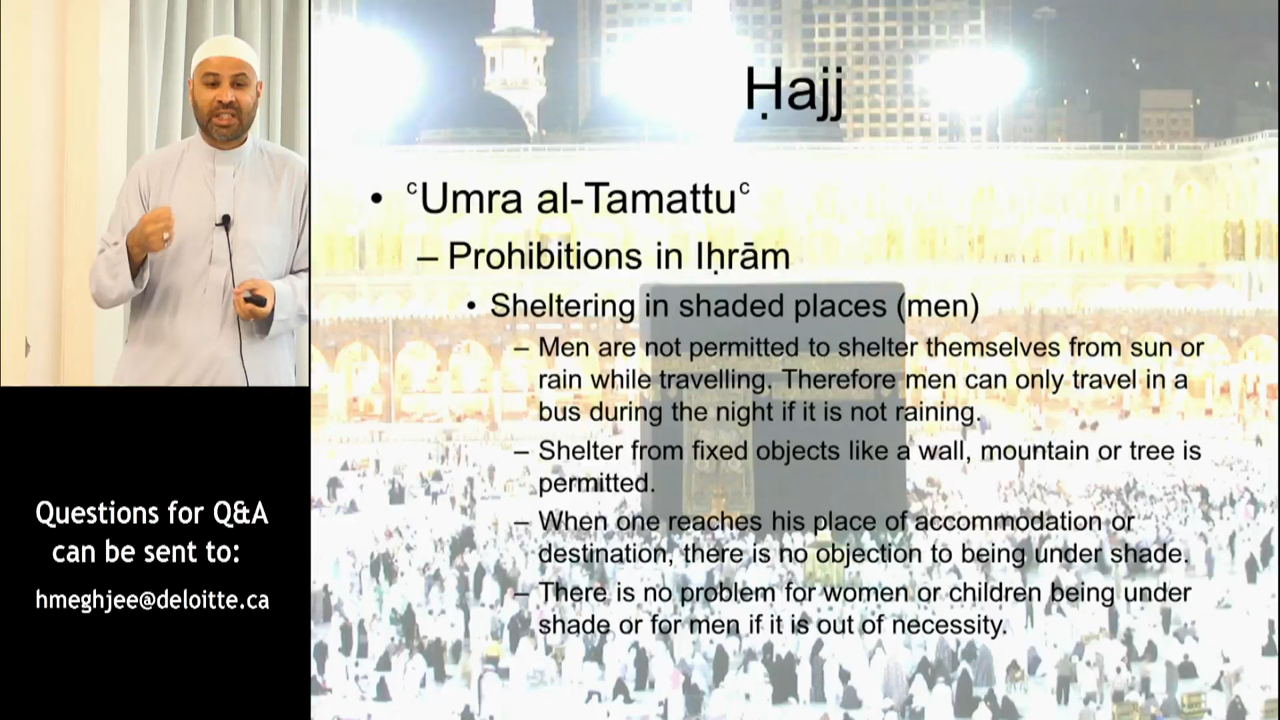 Ḥajj
• ᶜUmra al-Tamattuᶜ
– Prohibitions in Iḥrām
• Sheltering in shaded places (men)
– Men are not permitted to shelter themselves from sun or
rain while travelling. Therefore men can only travel in a
bus during the night if it is not raining.
– Shelter from fixed objects like a wall, mountain or tree is
permitted.
– When one reaches his place of accommodation or
destination, there is no objection to being under shade.
– There is no problem for women or children being under
shade or for men if it is out of necessity.
Questions for Q&A
can be sent to:
hmeghjee@deloitte.ca